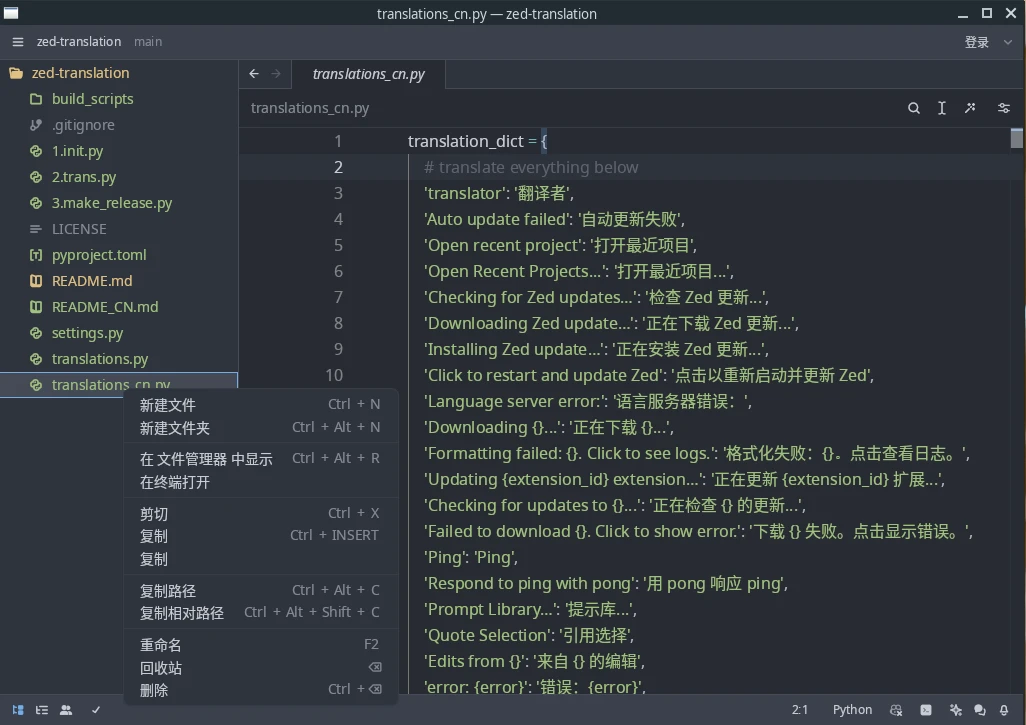 translations_cn.py — zed-translation
zed-translation main 登录
zed-translation
build_scripts
.gitignore
1.init.py
2.trans.py
3.make_release.py
LICENSE
pyproject.toml
README.md
README_CN.md
settings.py
translations.py
translations_cn.py
新建文件 Ctrl + N
新建文件夹 Ctrl + Alt + N
在 文件管理器 中显示 Ctrl + Alt + R
在终端打开
剪切 Ctrl + X
复制 Ctrl + INSERT
复制
复制路径 Ctrl + Alt + C
复制相对路径 Ctrl + Alt + Shift + C
重命名 F2
回收站 ⌫
删除 Ctrl + ⌫
translations_cn.py
translations_cn.py
1 translation_dict = {
2 # translate everything below
3 'translator': '翻译者',
4 'Auto update failed': '自动更新失败',
5 'Open recent project': '打开最近项目',
6 'Open Recent Projects...': '打开最近项目...',
7 'Checking for Zed updates...': '检查 Zed 更新...',
8 'Downloading Zed update...': '正在下载 Zed 更新...',
9 'Installing Zed update...': '正在安装 Zed 更新...',
10 'Click to restart and update Zed': '点击以重新启动并更新 Zed',
'Language server error:': '语言服务器错误：',
'Downloading {}...': '正在下载 {}...',
'Formatting failed: {}. Click to see logs.': '格式化失败：{}。点击查看日志。',
'Updating {extension_id} extension...': '正在更新 {extension_id} 扩展...',
'Checking for updates to {}...': '正在检查 {} 的更新...',
'Failed to download {}. Click to show error.': '下载 {} 失败。点击显示错误。',
'Ping': 'Ping',
'Respond to ping with pong': '用 pong 响应 ping',
'Prompt Library...': '提示库...',
'Quote Selection': '引用选择',
'Edits from {}': '来自 {} 的编辑',
'error: {error}': '错误：{error}',
2:1 Python